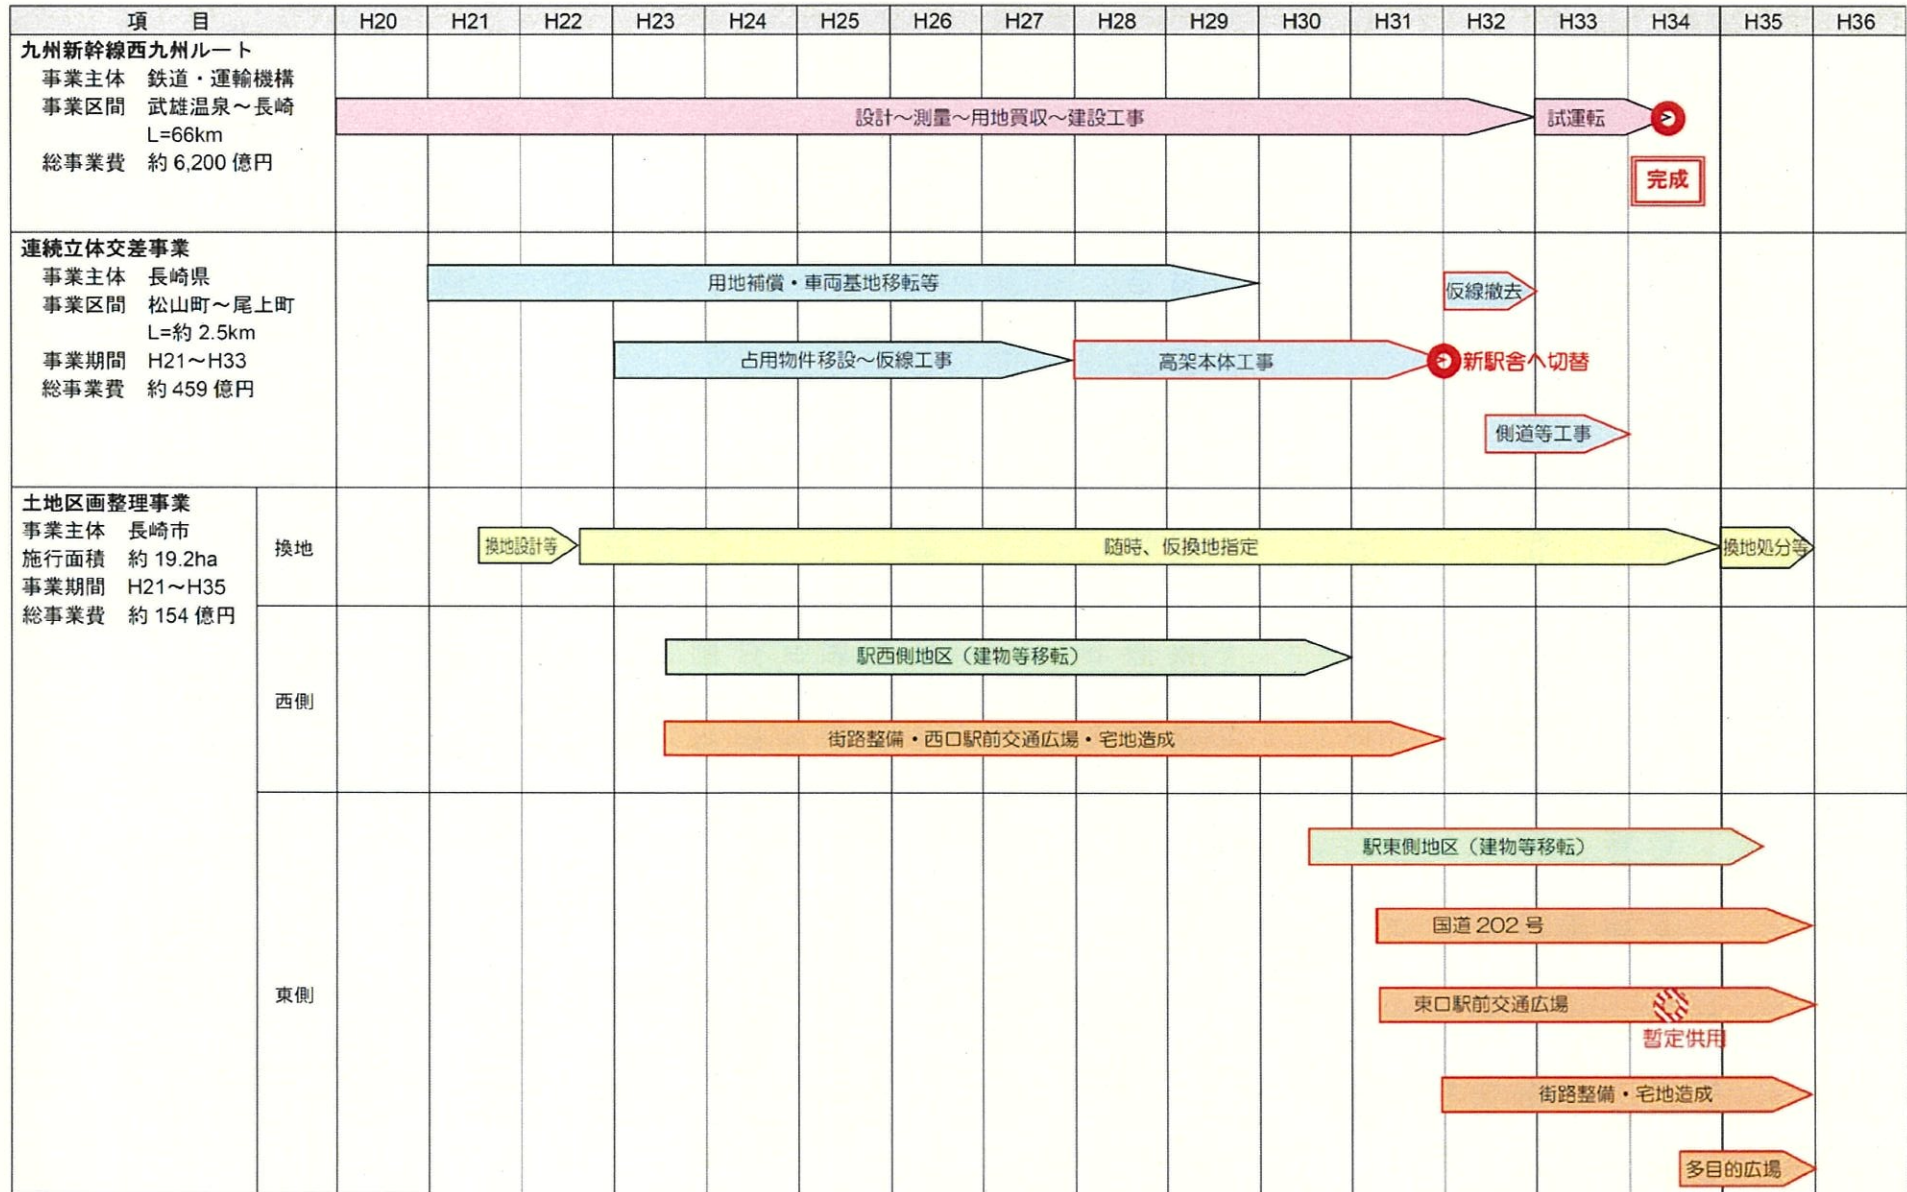 項　目 H20 H21 H22 H23 H24 H25 H26 H27 H28 H29 H30 H31 H32 H33 H34 H35 H36
九州新幹線西九州ルート
事業主体　鉄道・運輸機構
事業区間　武雄温泉～長崎
L=66km
総事業費　約 6,200 億円
設計～測量～用地買収～建設工事
試運転
完成
連続立体交差事業
事業主体　長崎県
事業区間　松山町～尾上町
L=約 2.5km
事業期間　H21～H33
総事業費　約 459 億円
用地補償・車両基地移転等
仮線撤去
占用物件移設～仮線工事
高架本体工事
新駅舎へ切替
側道等工事
土地区画整理事業
事業主体　長崎市
施行面積　約 19.2ha
事業期間　H21～H35
総事業費　約 154 億円
換地
換地設計等
随時、仮換地指定
換地処分等
西側
駅西側地区（建物等移転）
街路整備・西口駅前交通広場・宅地造成
東側
駅東側地区（建物等移転）
国道 202 号
東口駅前交通広場
暫定供用
街路整備・宅地造成
多目的広場